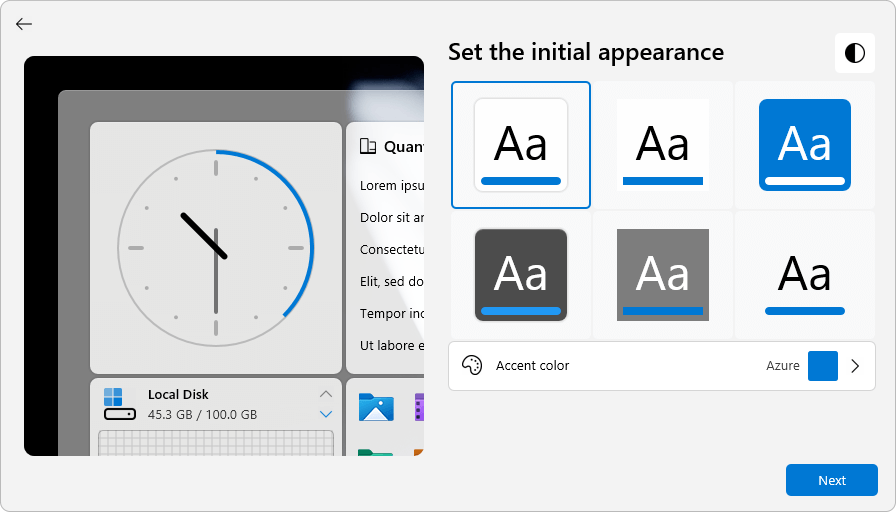 Set the initial appearance
Aa
Aa
Aa
Aa
Aa
Aa
Accent color
Azure
Next
Quan
Lorem ipsu
Dolor sit ar
Consectetu
Elit, sed do
Tempor inc
Ut labore e
Local Disk
45.3 GB / 100.0 GB